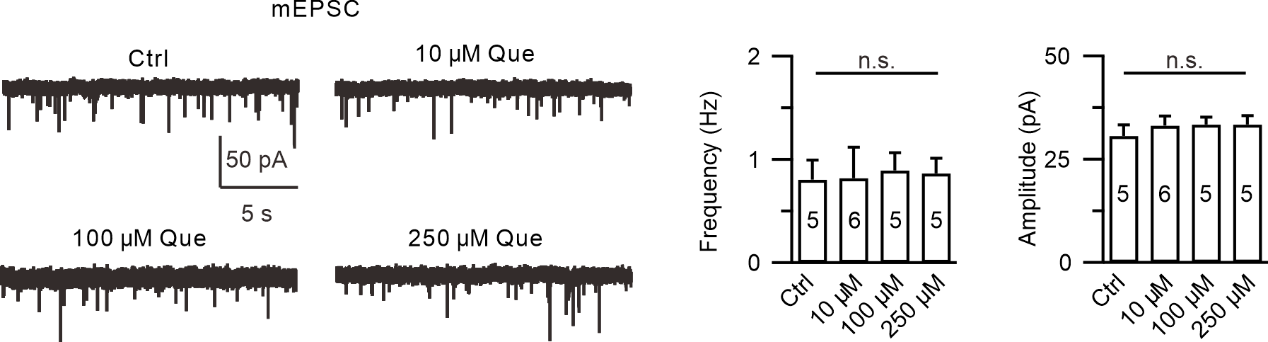 mEPSC
Ctrl
10 µM Que
50 pA
5 s
100 µM Que
250 µM Que
Frequency (Hz)
2
1
0
n.s.
5
6
5
5
Ctrl
10 µM
100 µM
250 µM
Amplitude (pA)
50
25
0
n.s.
5
6
5
5
Ctrl
10 µM
100 µM
250 µM